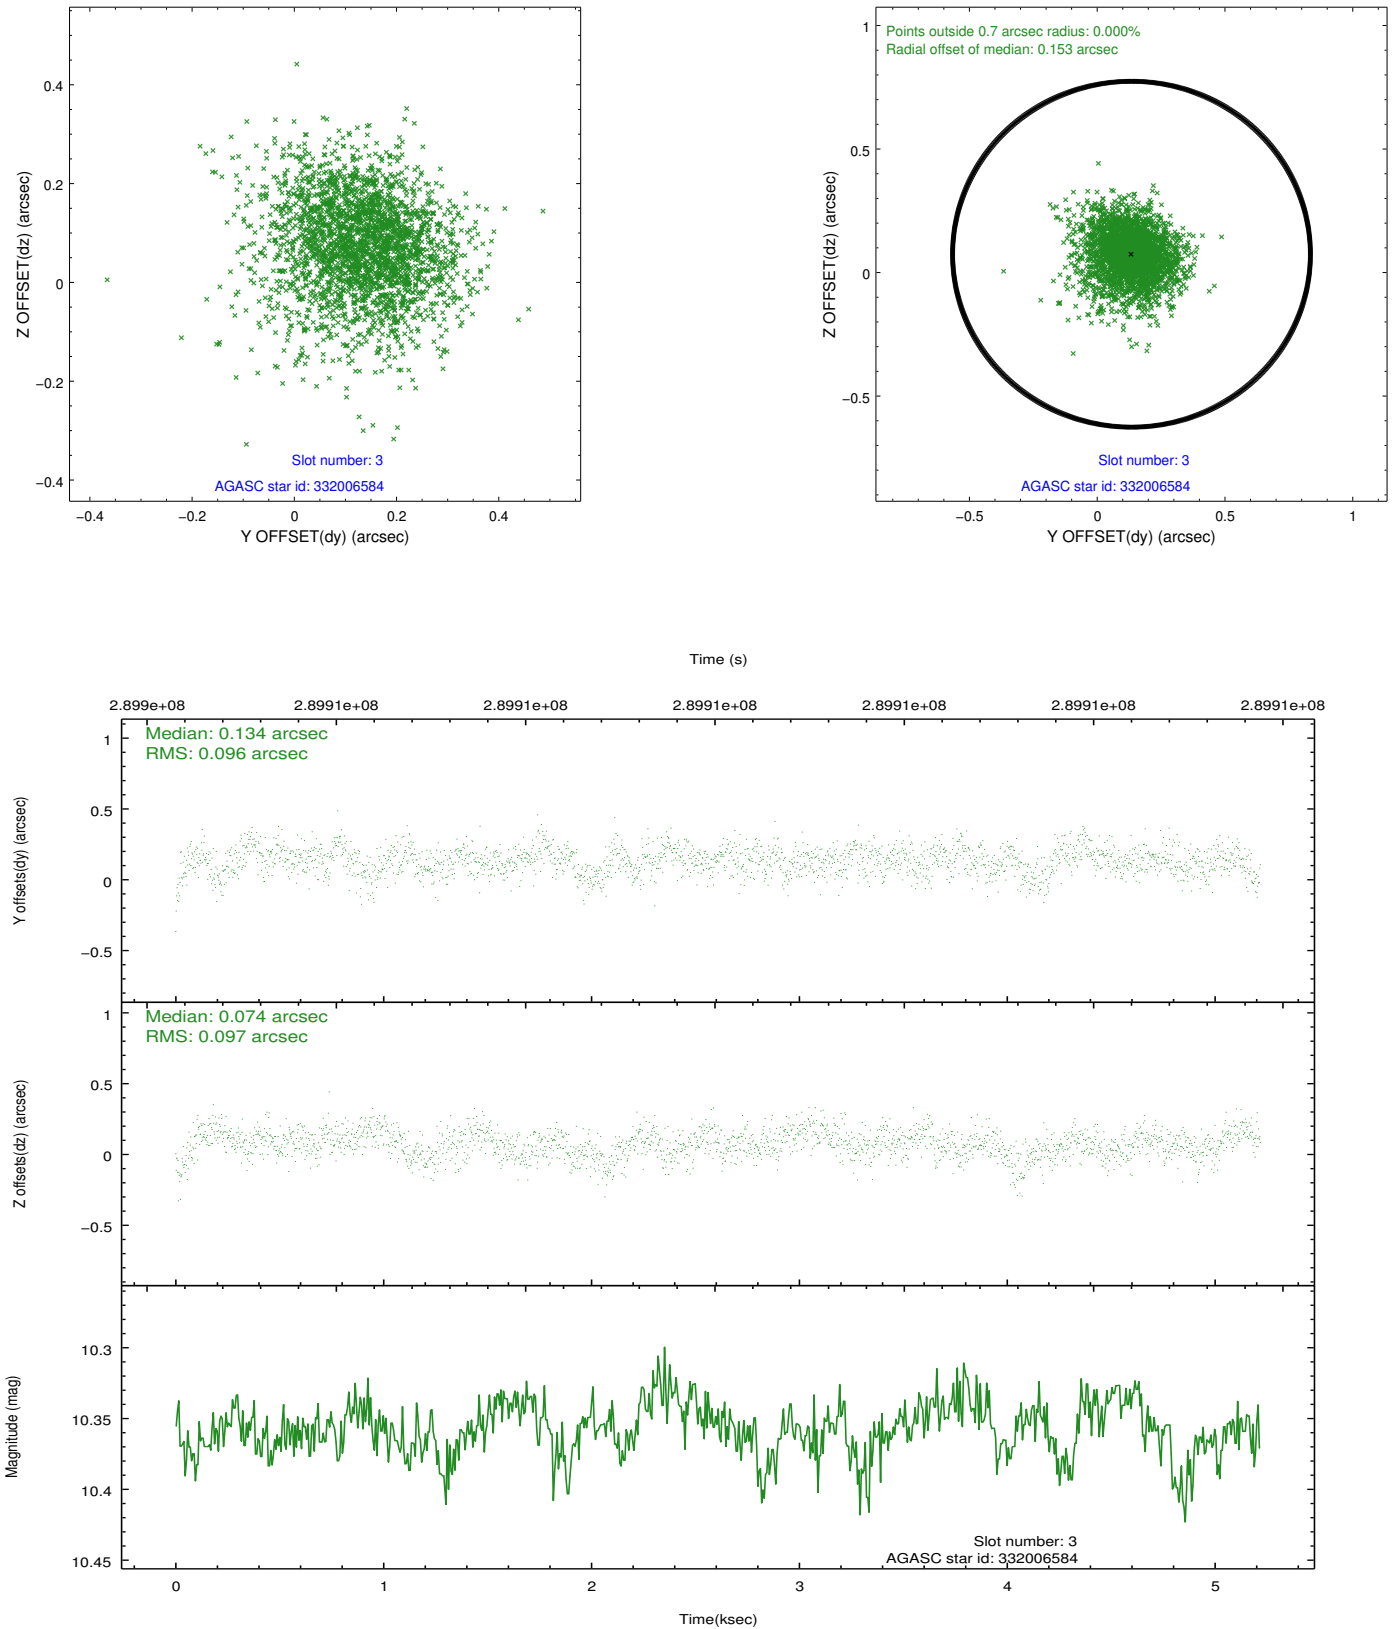 0.4
0.2
0
−0.2
−0.4
−0.4
−0.2
0
0.2
0.4
Z OFFSET(dz) (arcsec)
Y OFFSET(dy) (arcsec)
Slot number: 3
AGASC star id: 332006584
Points outside 0.7 arcsec radius: 0.000%
Radial offset of median: 0.153 arcsec
1
0.5
0
−0.5
−0.5
0
0.5
1
Z OFFSET(dz) (arcsec)
Y OFFSET(dy) (arcsec)
Slot number: 3
AGASC star id: 332006584
Time (s)
2.899e+08 2.8991e+08 2.8991e+08 2.8991e+08 2.8991e+08 2.8991e+08 2.8991e+08
Median: 0.134 arcsec
RMS: 0.096 arcsec
1
0.5
0
−0.5
Y offsets(dy) (arcsec)
Median: 0.074 arcsec
RMS: 0.097 arcsec
1
0.5
0
−0.5
Z offsets(dz) (arcsec)
10.3
10.35
10.4
10.45
Magnitude (mag)
Slot number: 3
AGASC star id: 332006584
0 1 2 3 4 5
Time(ksec)